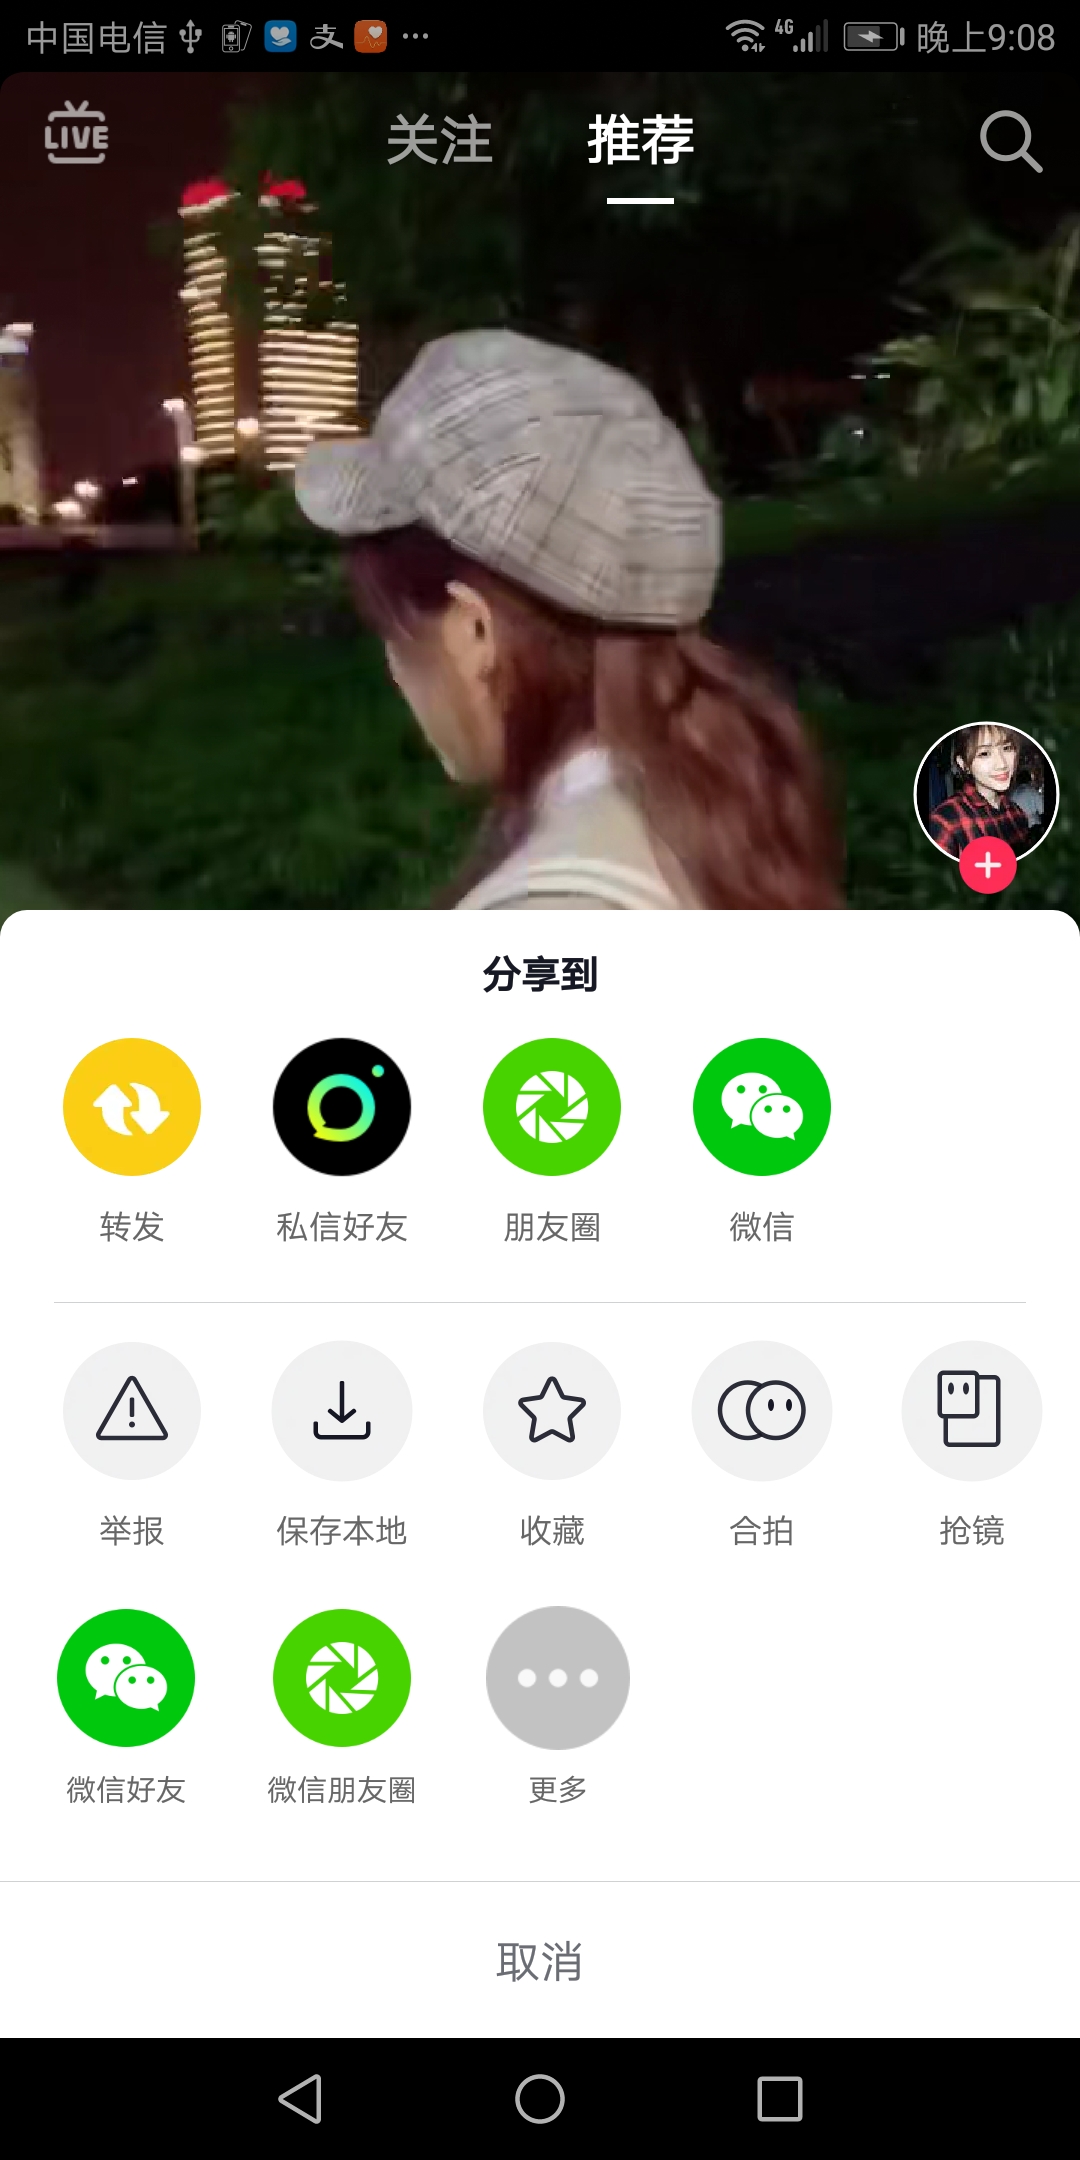 中国电信 支 4G 晚上9:08
LIVE 关注 推荐
分享到
转发 私信好友 朋友圈 微信
举报 保存本地 收藏 合拍 抢镜
微信好友 微信朋友圈 更多
取消